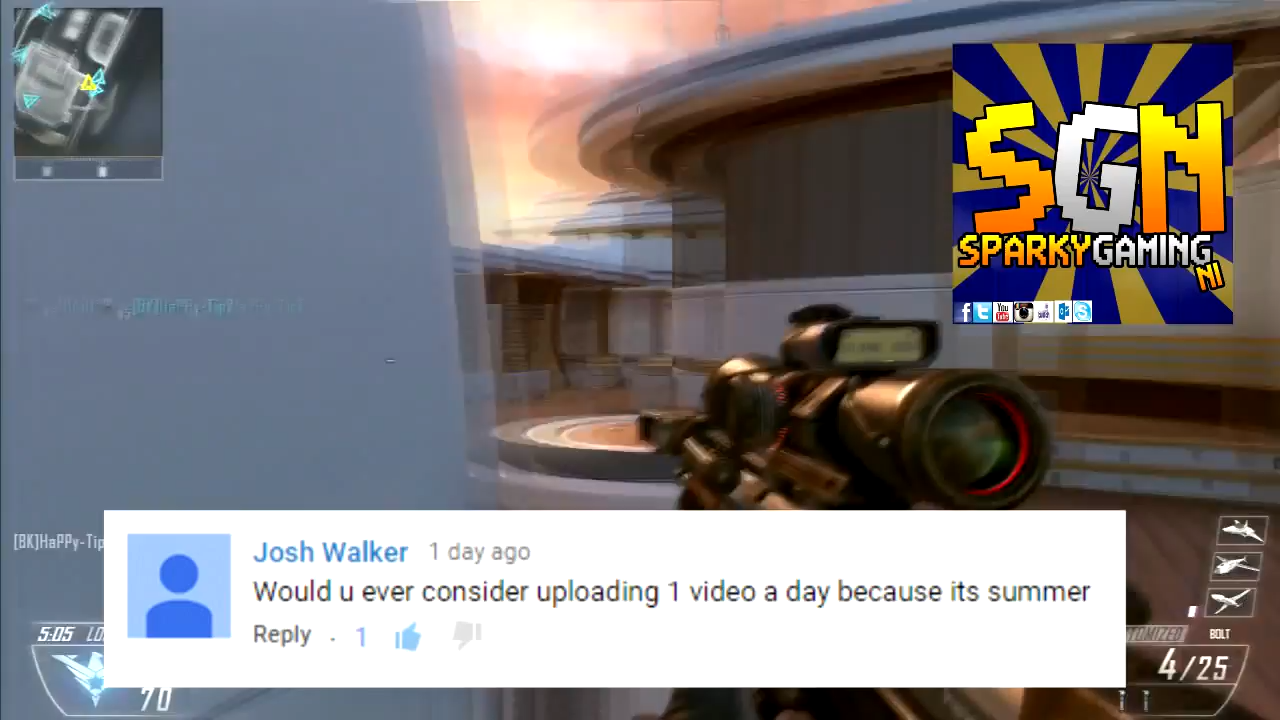 SGN
SPARKYGAMING
NI
[BK]HaPPy-Tip
Josh Walker 1 day ago
Would u ever consider uploading 1 video a day because its summer
Reply · 1
5:05
70
BOLT
4/25